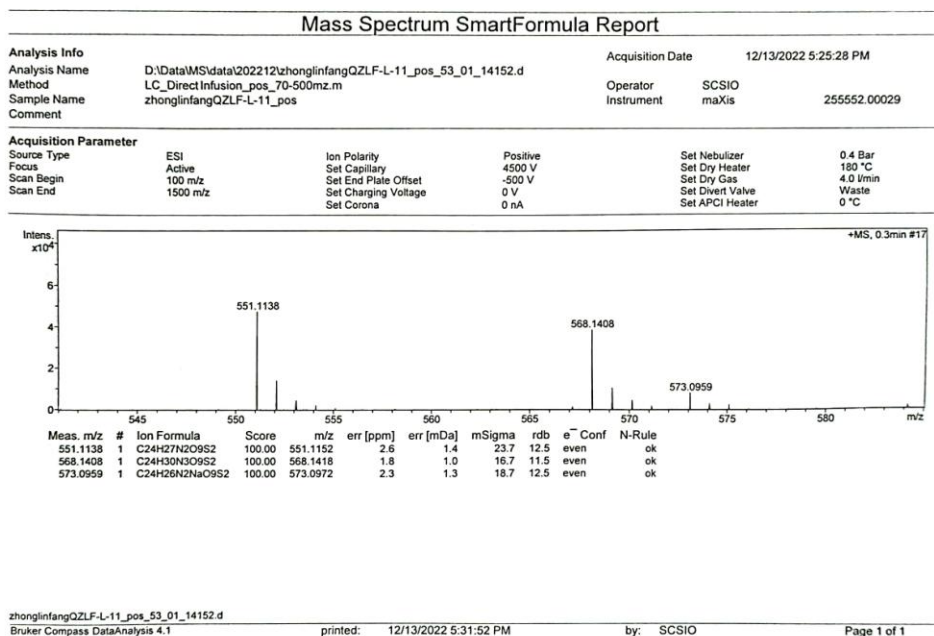 Mass Spectrum SmartFormula Report
Analysis Info
Acquisition Date 12/13/2022 5:25:28 PM
Analysis Name D:\Data\MS\data\202212\zhonglinfangQZLF-L-11_pos_53_01_14152.d
Method LC_Direct Infusion_pos_70-500mz.m Operator SCSIO
Sample Name zhonglinfangQZLF-L-11_pos Instrument maXis 255552.00029
Comment
Acquisition Parameter
Source Type ESI Ion Polarity Positive Set Nebulizer 0.4 Bar
Focus Active Set Capillary 4500 V Set Dry Heater 180 °C
Scan Begin 100 m/z Set End Plate Offset -500 V Set Dry Gas 4.0 l/min
Scan End 1500 m/z Set Charging Voltage 0 V Set Divert Valve Waste
Set Corona 0 nA Set APCI Heater 0 °C
Intens. +MS, 0.3min #17
x10⁴
6
551.1138
4
568.1408
2
573.0959
0
545 550 555 560 565 570 575 580 m/z
Meas. m/z # Ion Formula Score m/z err [ppm] err [mDa] mSigma rdb e⁻ Conf N-Rule
551.1138 1 C24H27N2O9S2 100.00 551.1152 2.6 1.4 23.7 12.5 even ok
568.1408 1 C24H30N3O9S2 100.00 568.1418 1.8 1.0 16.7 11.5 even ok
573.0959 1 C24H26N2NaO9S2 100.00 573.0972 2.3 1.3 18.7 12.5 even ok
zhonglinfangQZLF-L-11_pos_53_01_14152.d
Bruker Compass DataAnalysis 4.1 printed: 12/13/2022 5:31:52 PM by: SCSIO Page 1 of 1